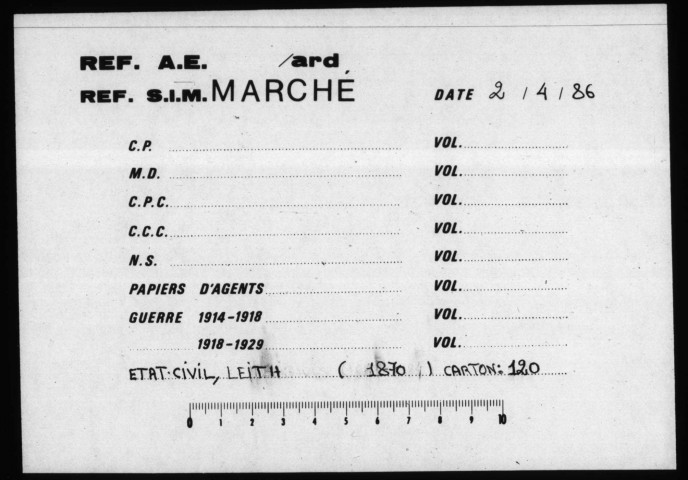 REF. A.E. /ard
REF. S.I.M. MARCHÉ DATE 2 / 4 / 86
C.P. VOL.
M.D. VOL.
C.P.C. VOL.
C.C.C. VOL.
N.S. VOL.
PAPIERS D'AGENTS VOL.
GUERRE 1914-1918 VOL.
1918-1929 VOL.
ETAT: CIVIL, LEITH ( 1870 ) CARTON: 120
0 1 2 3 4 5 6 7 8 9 10